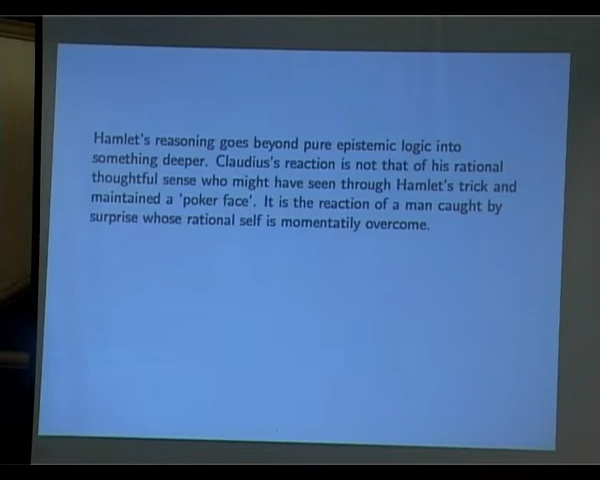 Hamlet's reasoning goes beyond pure epistemic logic into
something deeper. Claudius's reaction is not that of his rational
thoughtful sense who might have seen through Hamlet's trick and
maintained a 'poker face'. It is the reaction of a man caught by
surprise whose rational self is momentatily overcome.